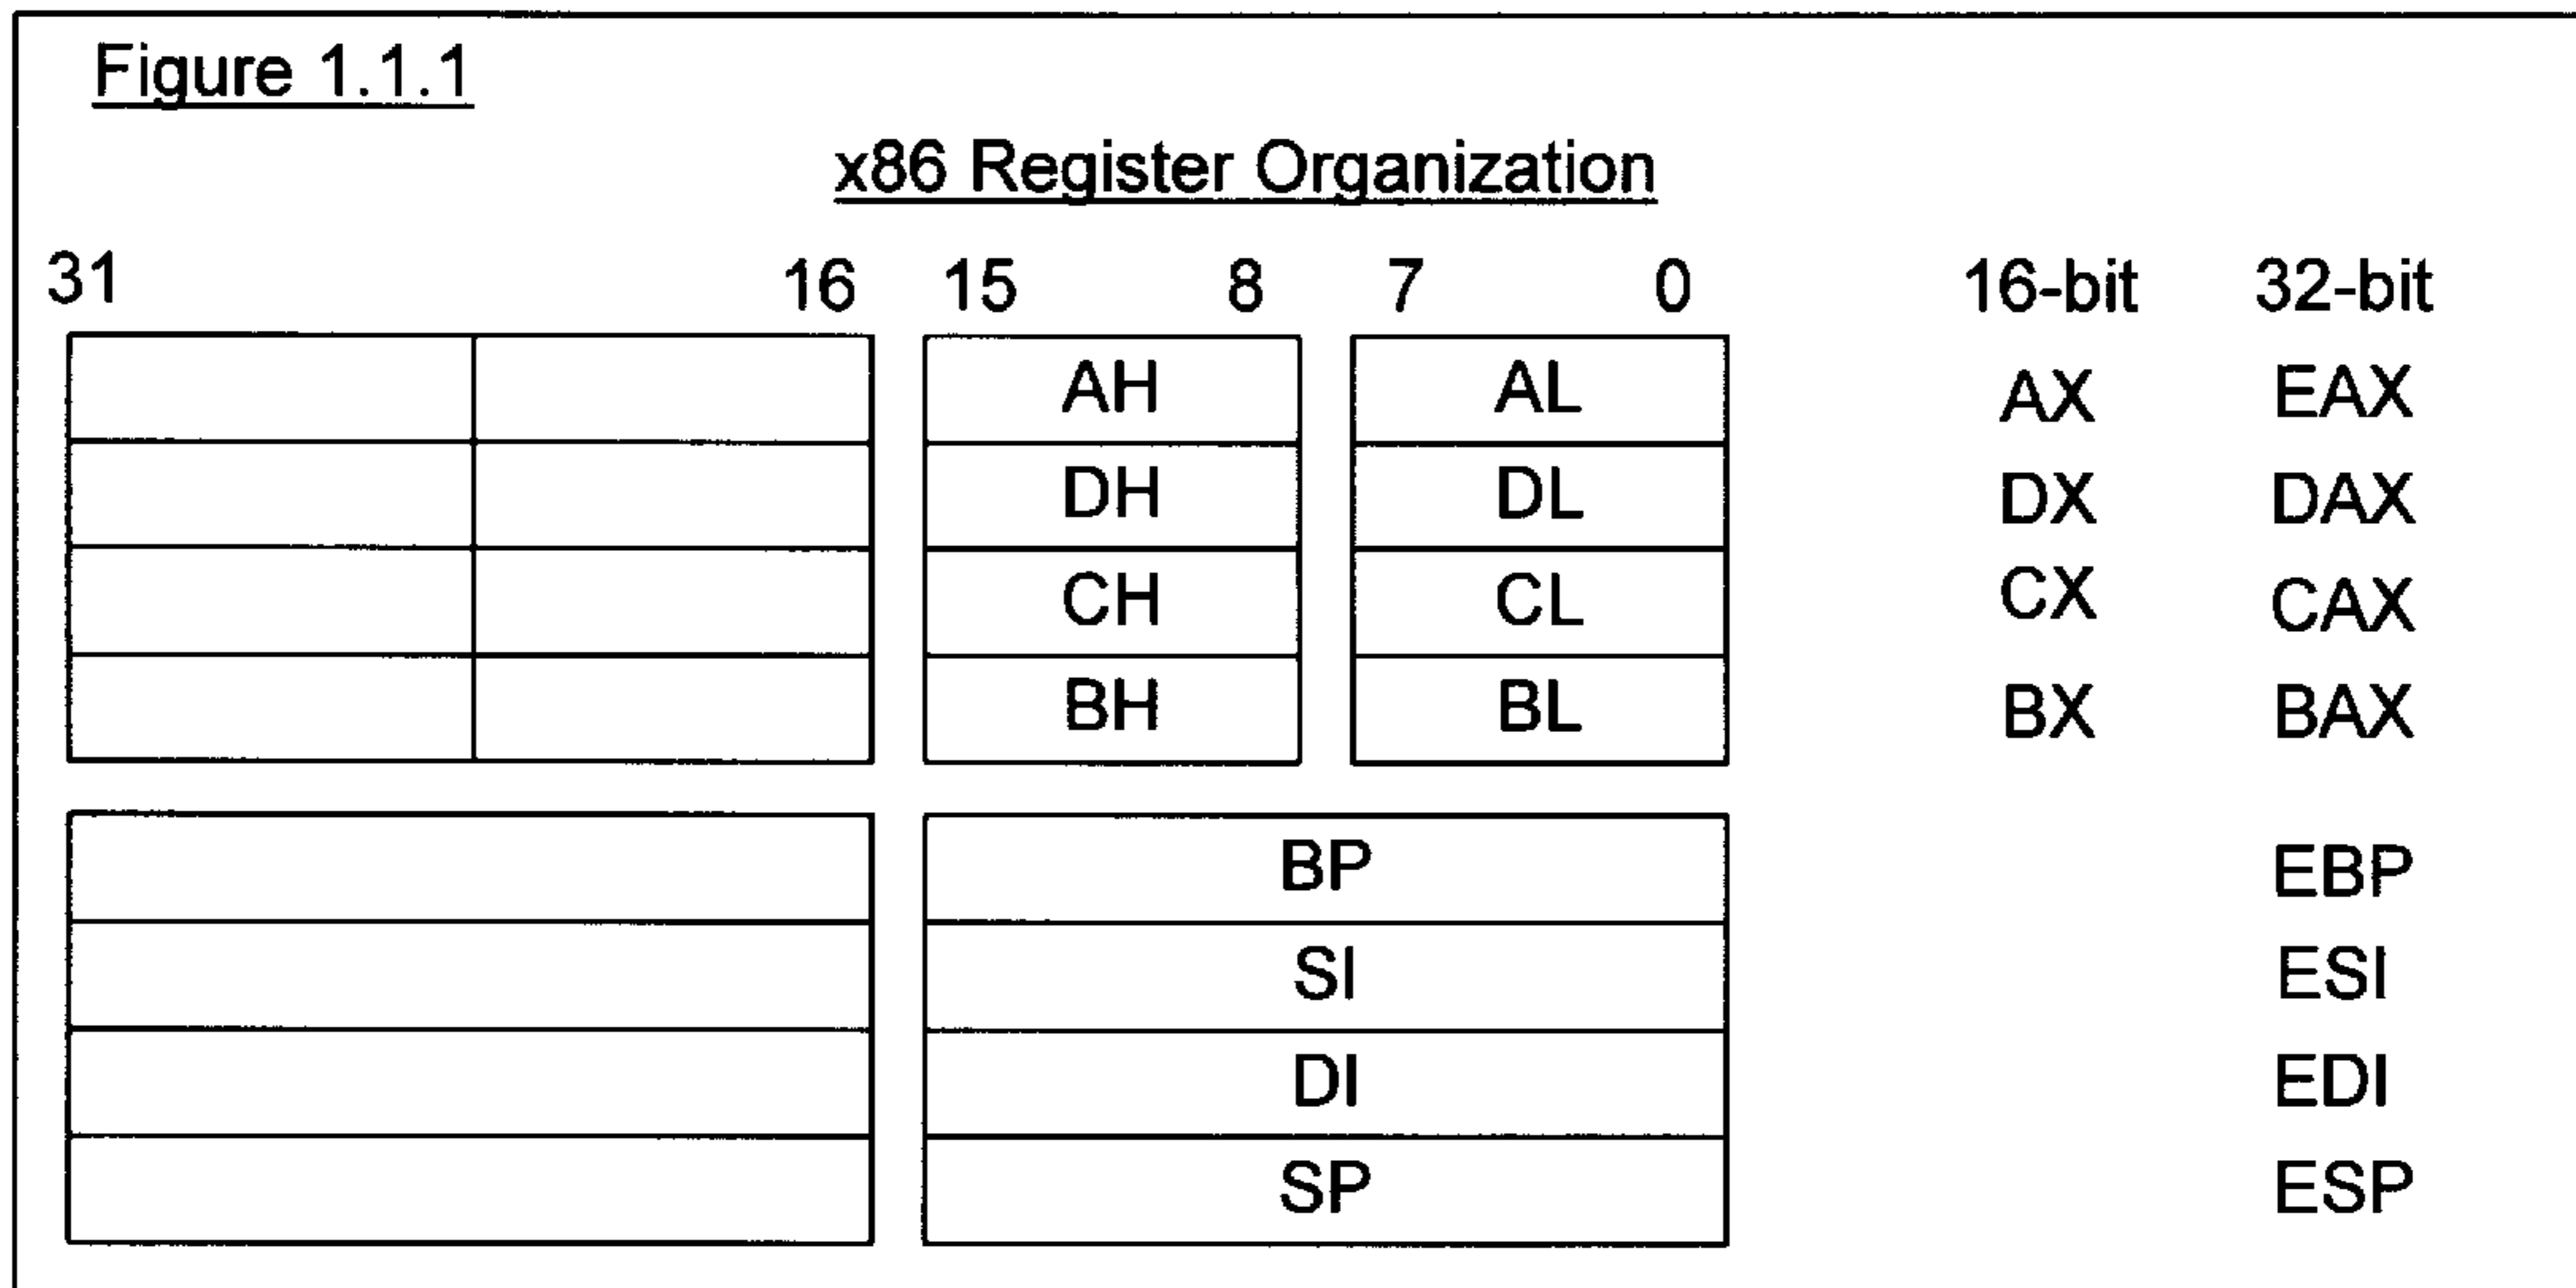 Figure 1.1.1
x86 Register Organization
31 16 15 8 7 0 16-bit 32-bit
AH AL AX EAX
DH DL DX DAX
CH CL CX CAX
BH BL BX BAX
BP EBP
SI ESI
DI EDI
SP ESP